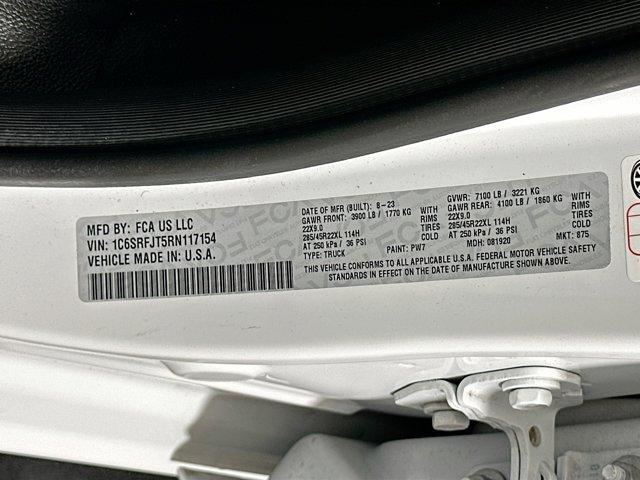 MFD BY: FCA US LLC
VIN: 1C6SRFJT5RN117154
VEHICLE MADE IN: U.S.A.
DATE OF MFR (BUILT): 8-23
GAWR FRONT: 3900 LB / 1770 KG WITH
22X9.0 RIMS
285/45R22XL 114H TIRES
AT 250 kPa / 36 PSI COLD
TYPE: TRUCK PAINT: PW7
GVWR: 7100 LB / 3221 KG
GAWR REAR: 4100 LB / 1860 KG WITH
22X9.0 RIMS
285/45R22XL 114H TIRES
AT 250 kPa / 36 PSI COLD
MDH: 081920 MKT: 875
THIS VEHICLE CONFORMS TO ALL APPLICABLE U.S.A. FEDERAL MOTOR VEHICLE SAFETY
STANDARDS IN EFFECT ON THE DATE OF MANUFACTURE SHOWN ABOVE.